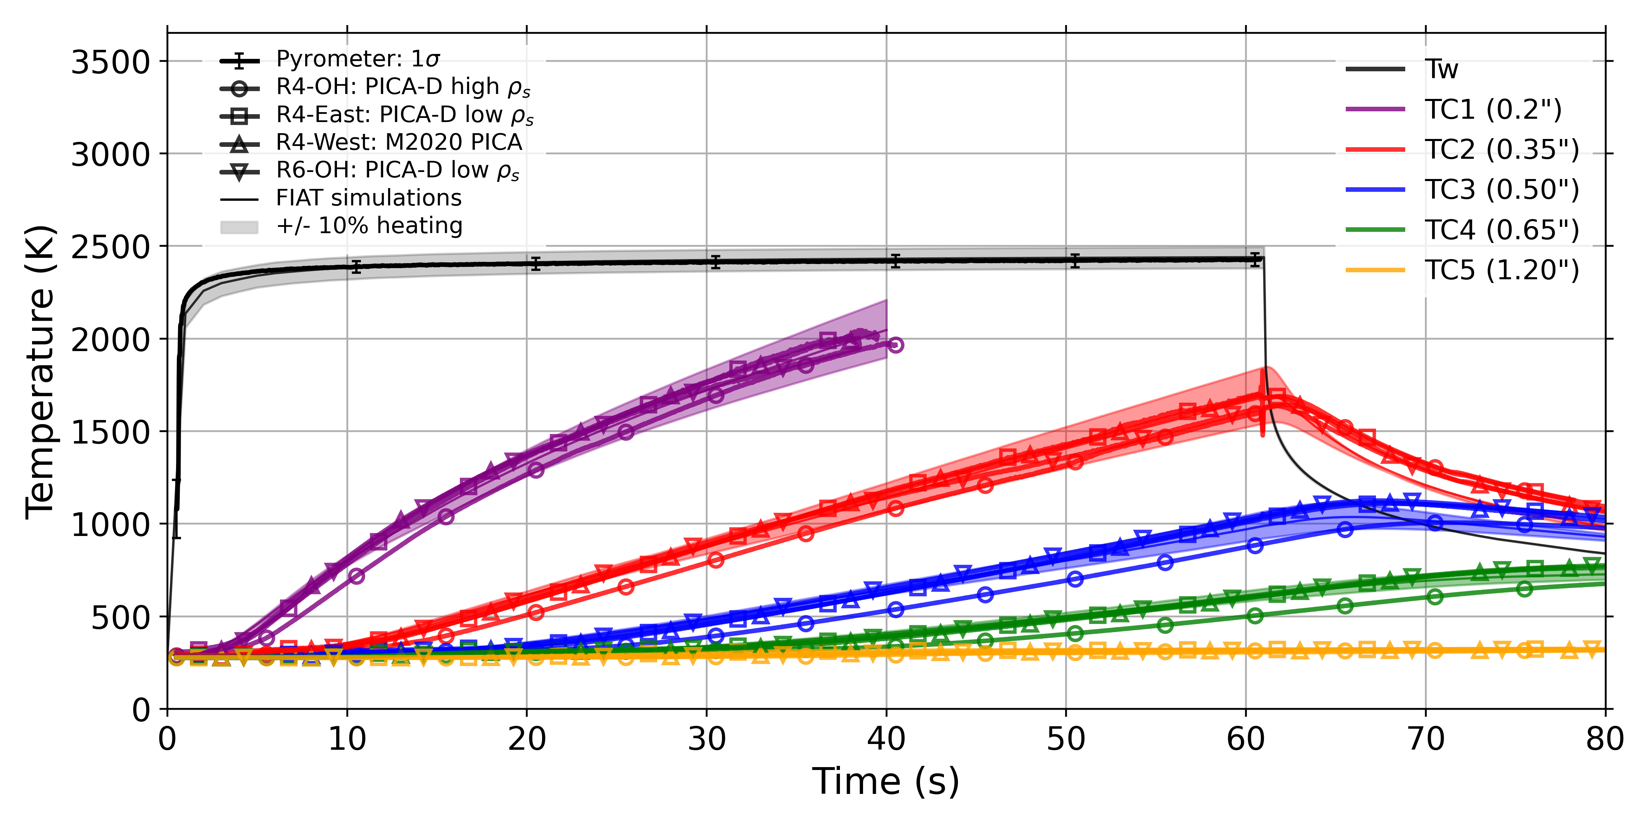 3500
3000
2500
2000
1500
1000
500
0
Temperature (K)
Pyrometer: 1σ
R4-OH: PICA-D high ρs
R4-East: PICA-D low ρs
R4-West: M2020 PICA
R6-OH: PICA-D low ρs
FIAT simulations
+/- 10% heating
Tw
TC1 (0.2")
TC2 (0.35")
TC3 (0.50")
TC4 (0.65")
TC5 (1.20")
0 10 20 30 40 50 60 70 80
Time (s)